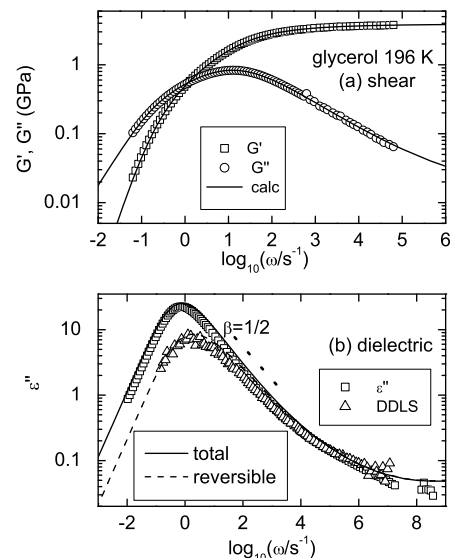 glycerol 196 K
(a) shear
G', G" (GPa)
1
0.1
0.01
G'
G"
calc
-2 -1 0 1 2 3 4 5 6
log10(ω/s-1)
β=1/2
(b) dielectric
ε"
10
1
0.1
ε"
DDLS
total
reversible
-2 0 2 4 6 8
log10(ω/s-1)